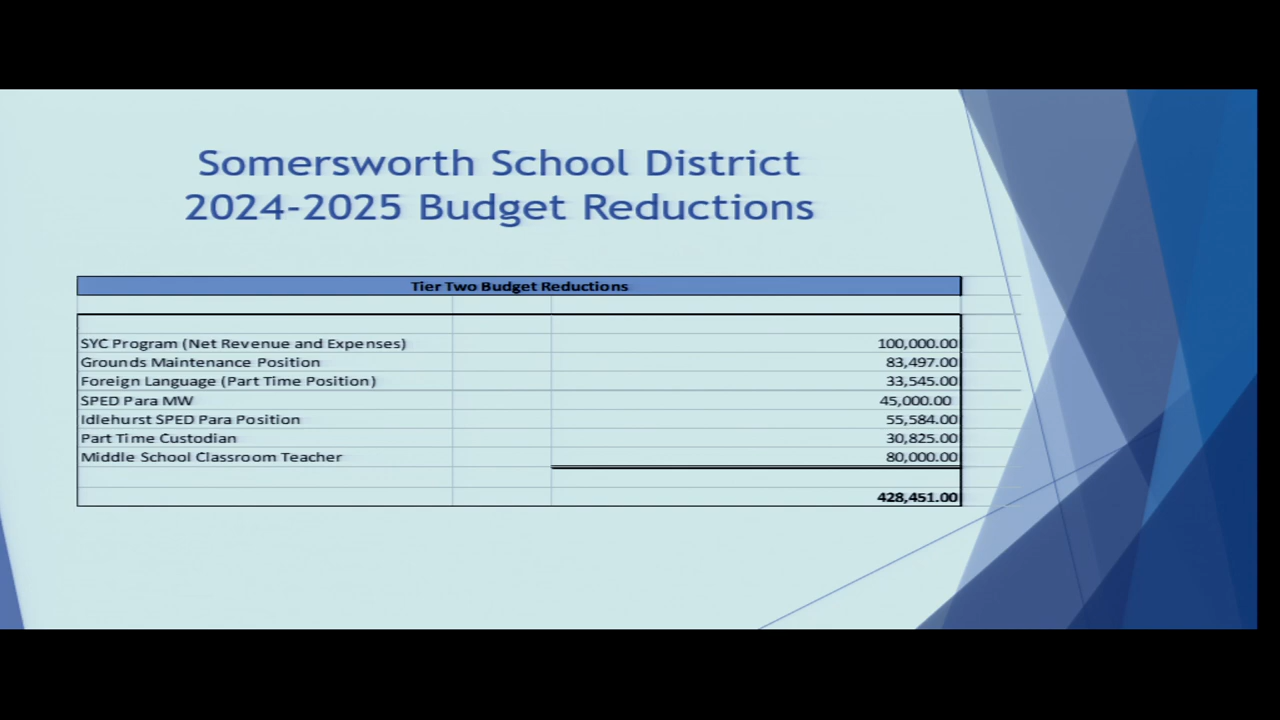 Somersworth School District
2024-2025 Budget Reductions
Tier Two Budget Reductions
SYC Program (Net Revenue and Expenses) 100,000.00
Grounds Maintenance Position 83,497.00
Foreign Language (Part Time Position) 33,545.00
SPED Para MW 45,000.00
Idlehurst SPED Para Position 55,584.00
Part Time Custodian 30,825.00
Middle School Classroom Teacher 80,000.00
428,451.00